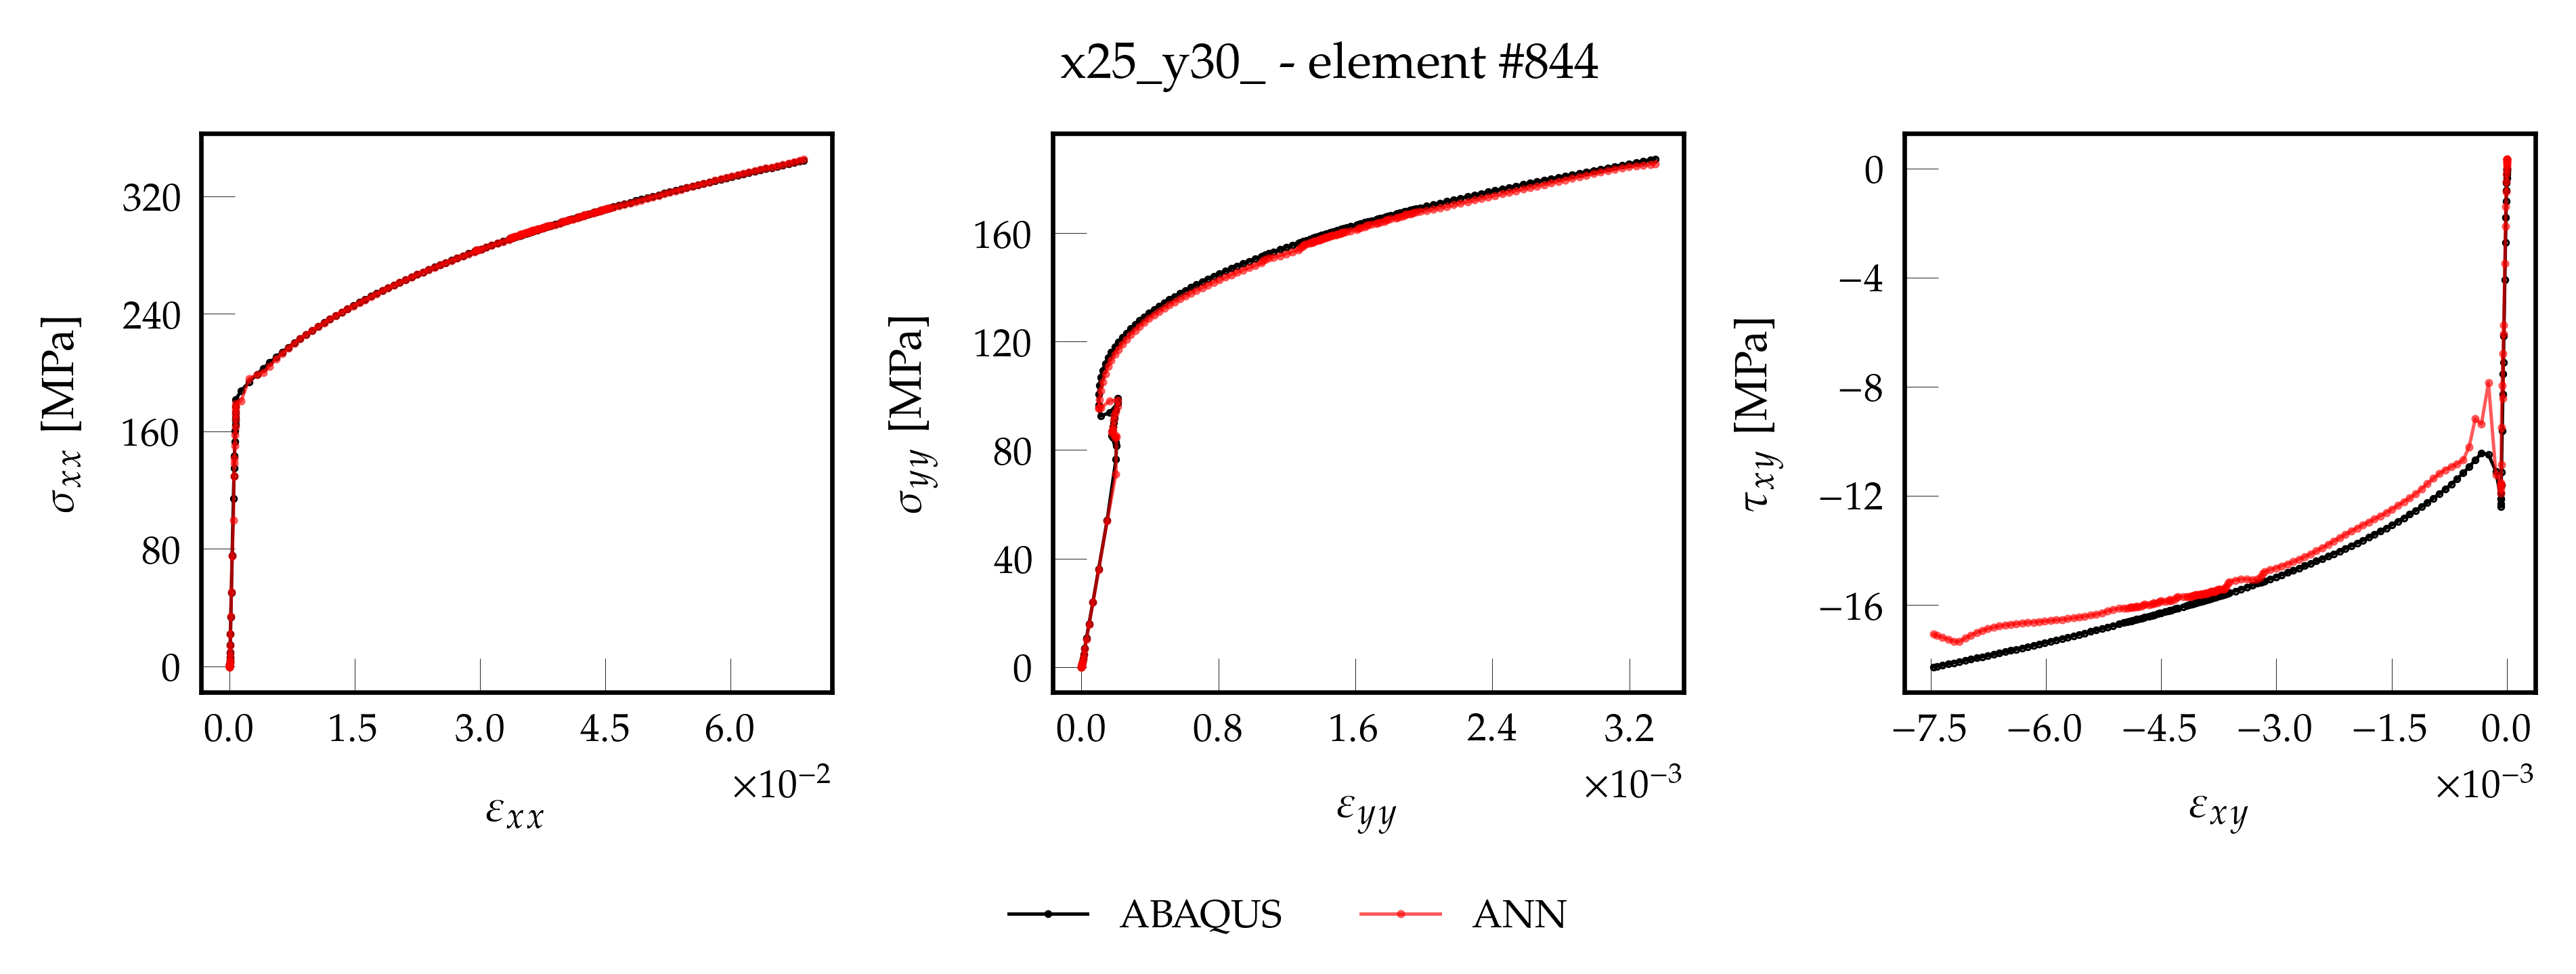 x25_y30_ - element #844
σxx [MPa]
320
240
160
80
0
0.0 1.5 3.0 4.5 6.0
×10−2
εxx
σyy [MPa]
160
120
80
40
0
0.0 0.8 1.6 2.4 3.2
×10−3
εyy
τxy [MPa]
0
−4
−8
−12
−16
−7.5 −6.0 −4.5 −3.0 −1.5 0.0
×10−3
εxy
ABAQUS ANN